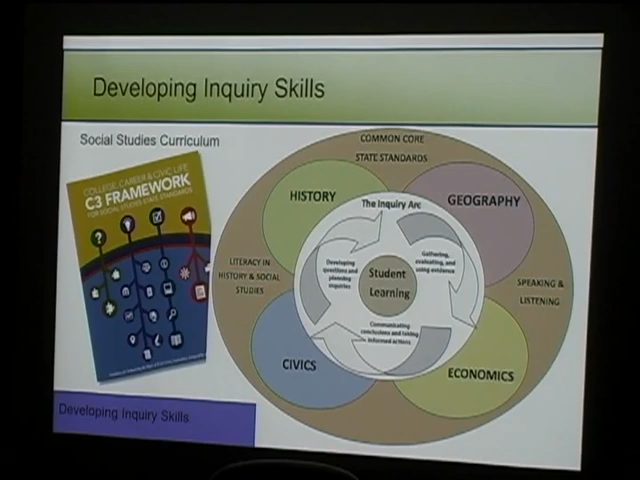 Developing Inquiry Skills
Social Studies Curriculum
COLLEGE, CAREER & CIVIC LIFE
C3 FRAMEWORK
FOR SOCIAL STUDIES STATE STANDARDS
COMMON CORE
STATE STANDARDS
HISTORY
GEOGRAPHY
The Inquiry Arc
Developing
questions and
planning
inquiries
Gathering,
evaluating, and
using evidence
Student
Learning
LITERACY IN
HISTORY & SOCIAL
STUDIES
SPEAKING &
LISTENING
Communicating
conclusions and taking
informed actions
CIVICS
ECONOMICS
Developing Inquiry Skills